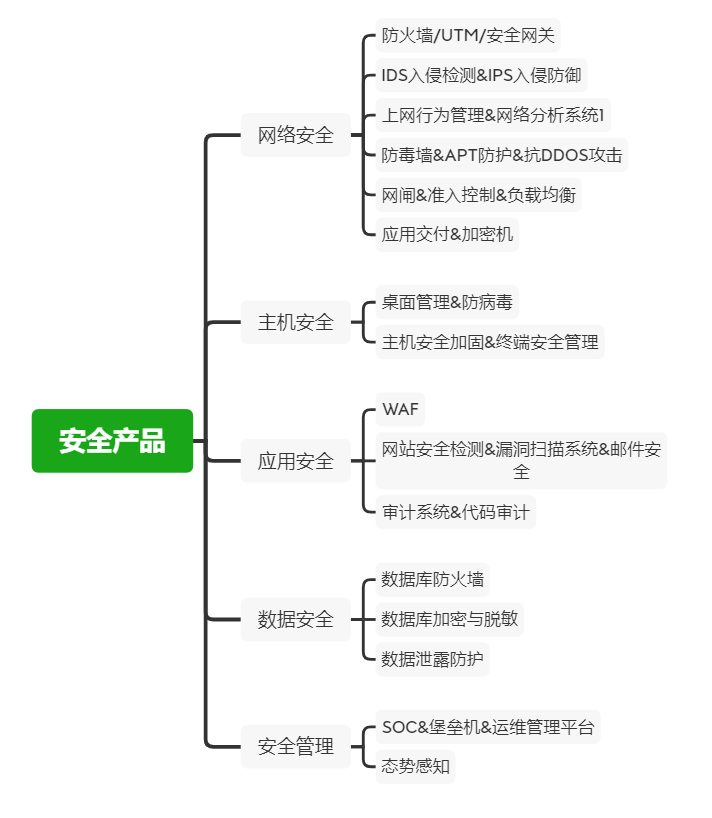 安全产品
网络安全
防火墙/UTM/安全网关
IDS入侵检测&IPS入侵防御
上网行为管理&网络分析系统1
防毒墙&APT防护&抗DDOS攻击
网闸&准入控制&负载均衡
应用交付&加密机
主机安全
桌面管理&防病毒
主机安全加固&终端安全管理
应用安全
WAF
网站安全检测&漏洞扫描系统&邮件安
全
审计系统&代码审计
数据安全
数据库防火墙
数据库加密与脱敏
数据泄露防护
安全管理
SOC&堡垒机&运维管理平台
态势感知